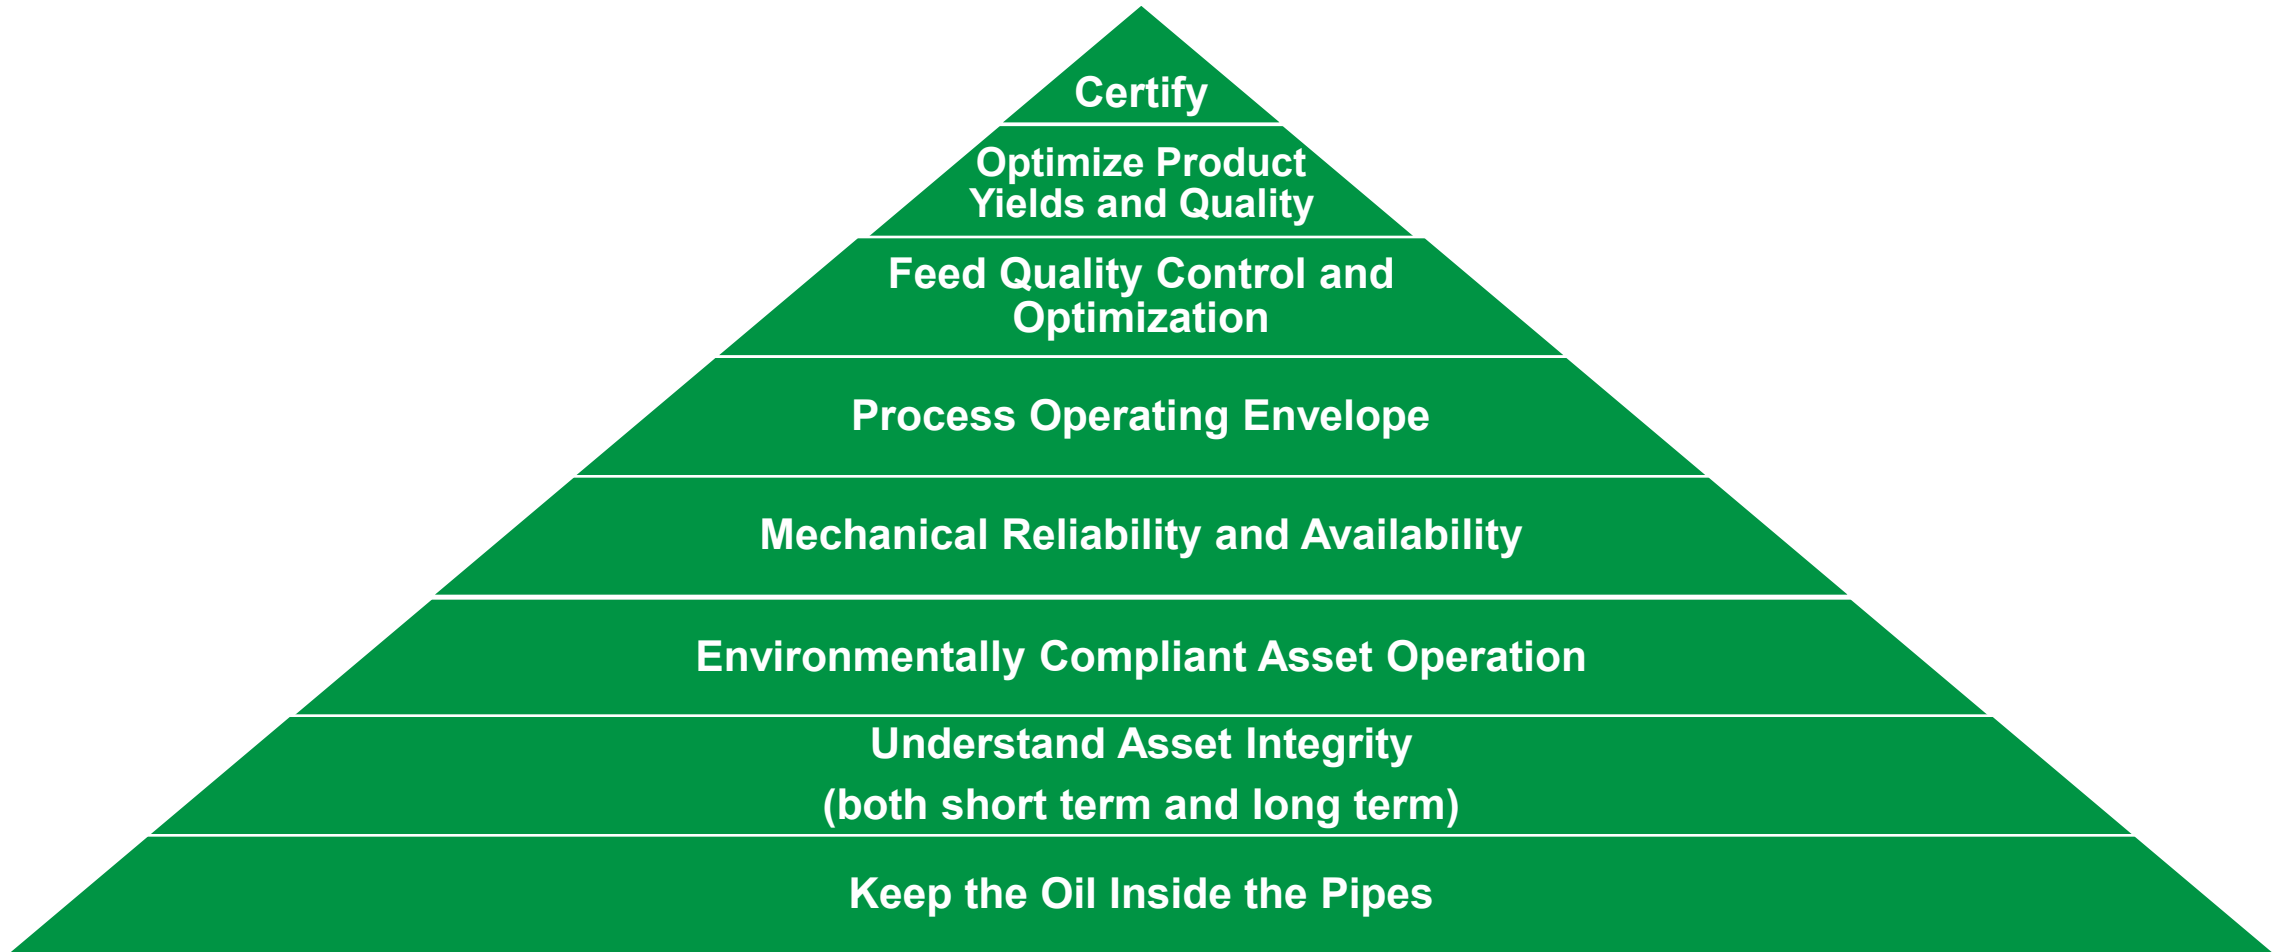 Certify
Optimize Product
Yields and Quality
Feed Quality Control and
Optimization
Process Operating Envelope
Mechanical Reliability and Availability
Environmentally Compliant Asset Operation
Understand Asset Integrity
(both short term and long term)
Keep the Oil Inside the Pipes